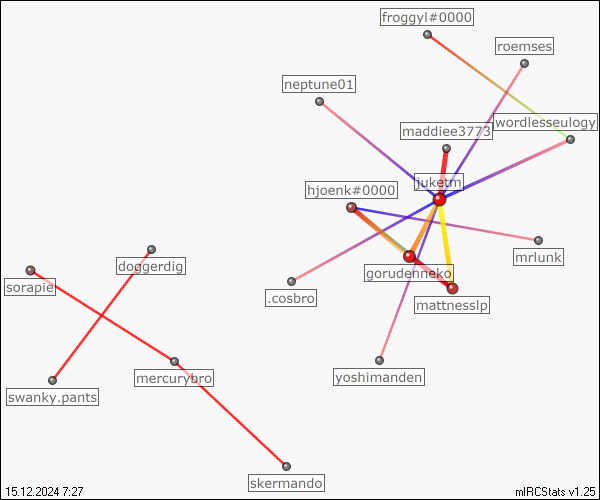 froggyl#0000
roemses
neptune01
wordlesseulogy
maddiee3773
juketm
hjoenk#0000
mrlunk
doggerdig
gorudenneko
sorapie
.cosbro
mattnesslp
mercurybro
yoshimanden
swanky.pants
skermando
15.12.2024 7:27
mIRCStats v1.25